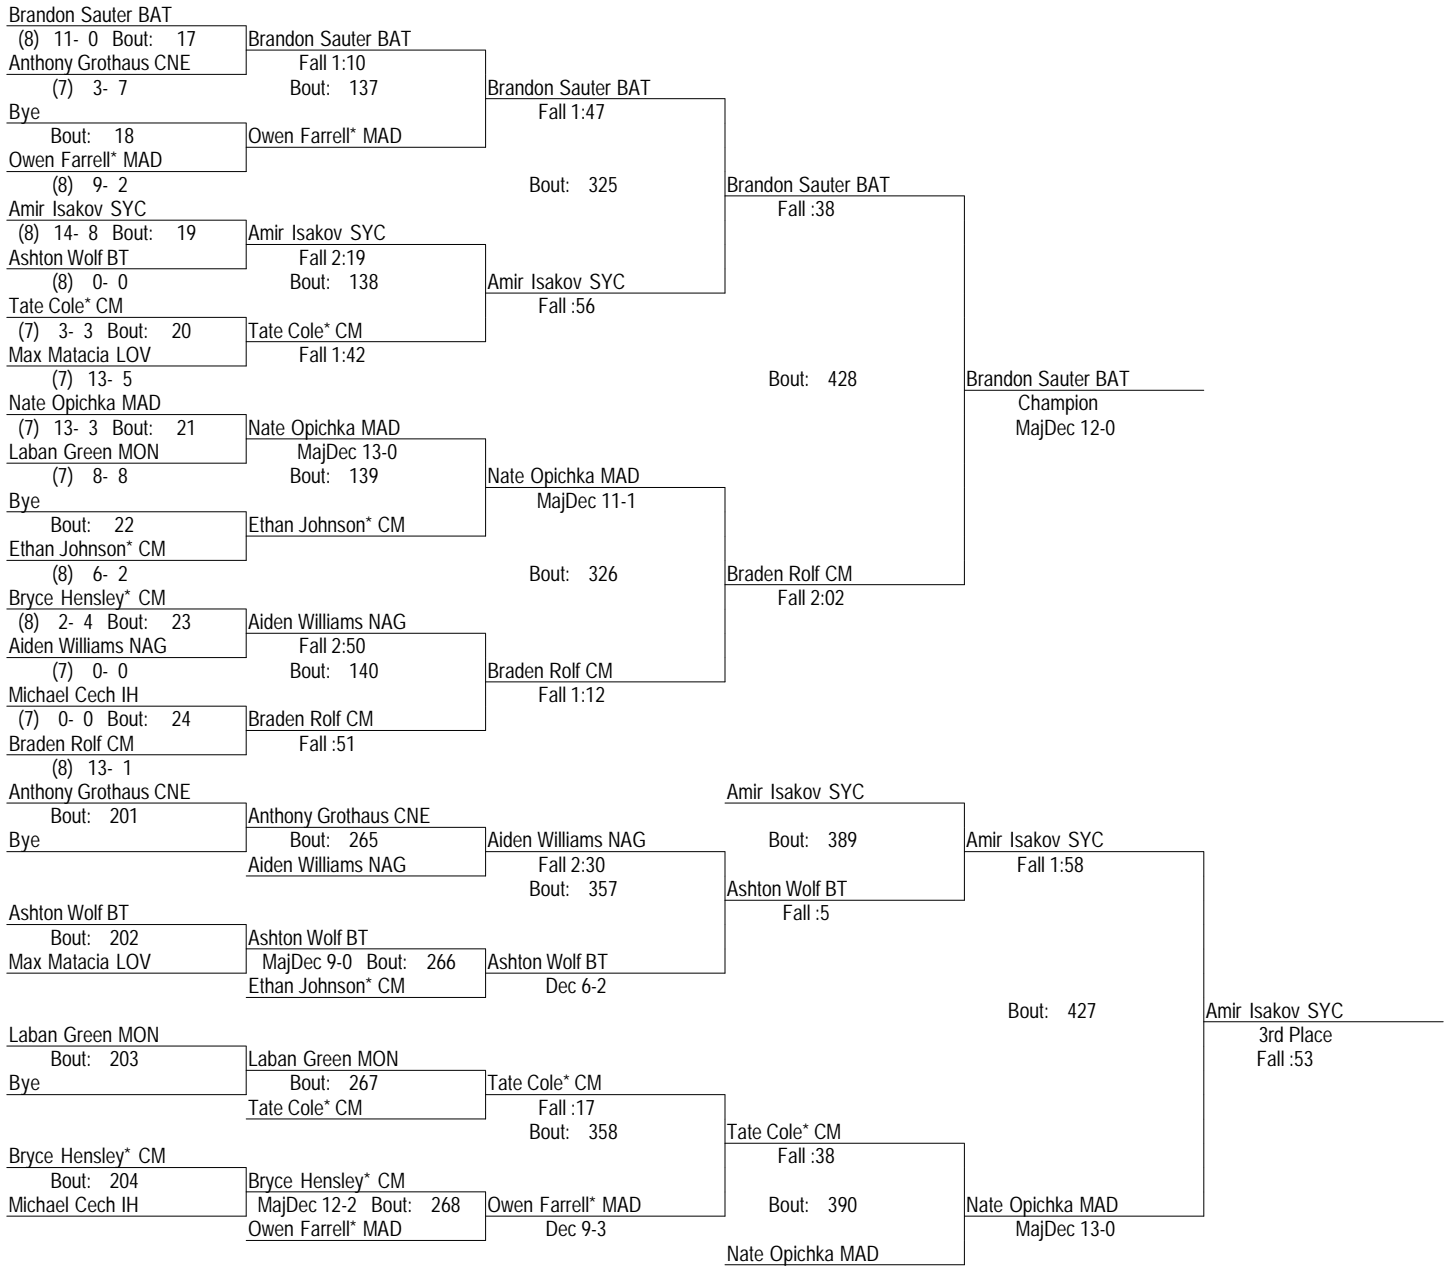 Brandon Sauter BAT
(8) 11- 0 Bout: 17
Anthony Grothaus CNE
(7) 3- 7
Bye
Bout: 18
Owen Farrell* MAD
(8) 9- 2
Amir Isakov SYC
(8) 14- 8 Bout: 19
Ashton Wolf BT
(8) 0- 0
Tate Cole* CM
(7) 3- 3 Bout: 20
Max Matacia LOV
(7) 13- 5
Nate Opichka MAD
(7) 13- 3 Bout: 21
Laban Green MON
(7) 8- 8
Bye
Bout: 22
Ethan Johnson* CM
(8) 6- 2
Bryce Hensley* CM
(8) 2- 4 Bout: 23
Aiden Williams NAG
(7) 0- 0
Michael Cech IH
(7) 0- 0 Bout: 24
Braden Rolf CM
(8) 13- 1
Brandon Sauter BAT
Fall 1:10
Bout: 137
Owen Farrell* MAD
Amir Isakov SYC
Fall 2:19
Bout: 138
Tate Cole* CM
Fall 1:42
Nate Opichka MAD
MajDec 13-0
Bout: 139
Ethan Johnson* CM
Aiden Williams NAG
Fall 2:50
Bout: 140
Braden Rolf CM
Fall :51
Brandon Sauter BAT
Fall 1:47
Bout: 325
Amir Isakov SYC
Fall :56
Nate Opichka MAD
MajDec 11-1
Bout: 326
Braden Rolf CM
Fall 1:12
Brandon Sauter BAT
Fall :38
Bout: 428
Braden Rolf CM
Fall 2:02
Brandon Sauter BAT
Champion
MajDec 12-0
Anthony Grothaus CNE
Bout: 201
Bye
Ashton Wolf BT
Bout: 202
Max Matacia LOV
Laban Green MON
Bout: 203
Bye
Bryce Hensley* CM
Bout: 204
Michael Cech IH
Anthony Grothaus CNE
Bout: 265
Aiden Williams NAG
Ashton Wolf BT
MajDec 9-0 Bout: 266
Ethan Johnson* CM
Laban Green MON
Bout: 267
Tate Cole* CM
Bryce Hensley* CM
MajDec 12-2 Bout: 268
Owen Farrell* MAD
Aiden Williams NAG
Fall 2:30
Bout: 357
Ashton Wolf BT
Dec 6-2
Tate Cole* CM
Fall :17
Bout: 358
Owen Farrell* MAD
Dec 9-3
Amir Isakov SYC
Bout: 389
Ashton Wolf BT
Fall :5
Tate Cole* CM
Fall :38
Bout: 390
Nate Opichka MAD
Amir Isakov SYC
Fall 1:58
Bout: 427
Nate Opichka MAD
MajDec 13-0
Amir Isakov SYC
3rd Place
Fall :53